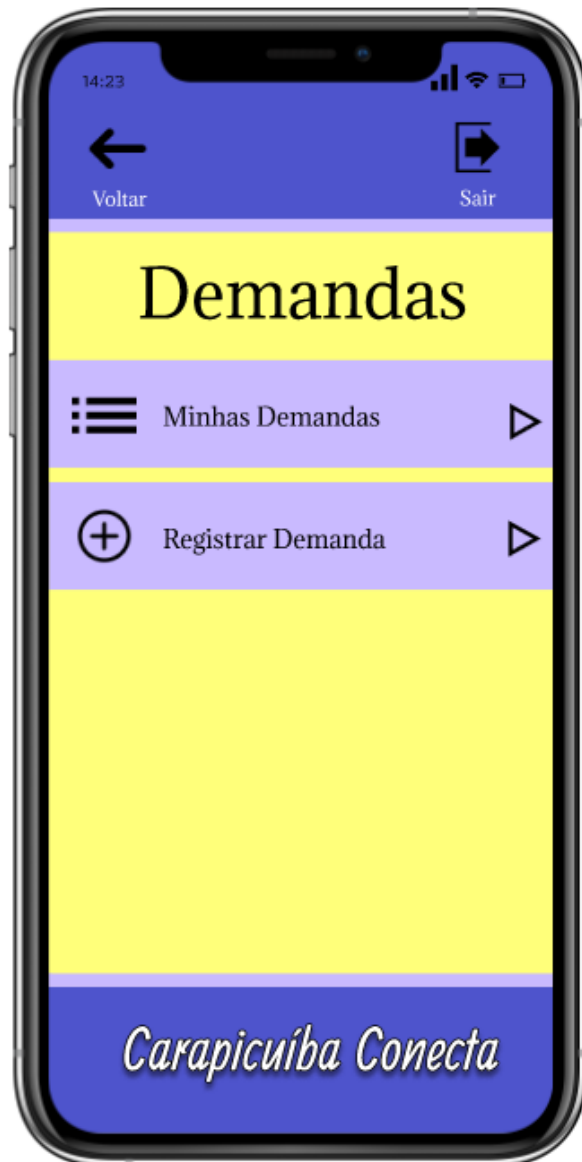 14:23
Voltar
Sair
Demandas
Minhas Demandas
Registrar Demanda
Carapicuíba Conecta